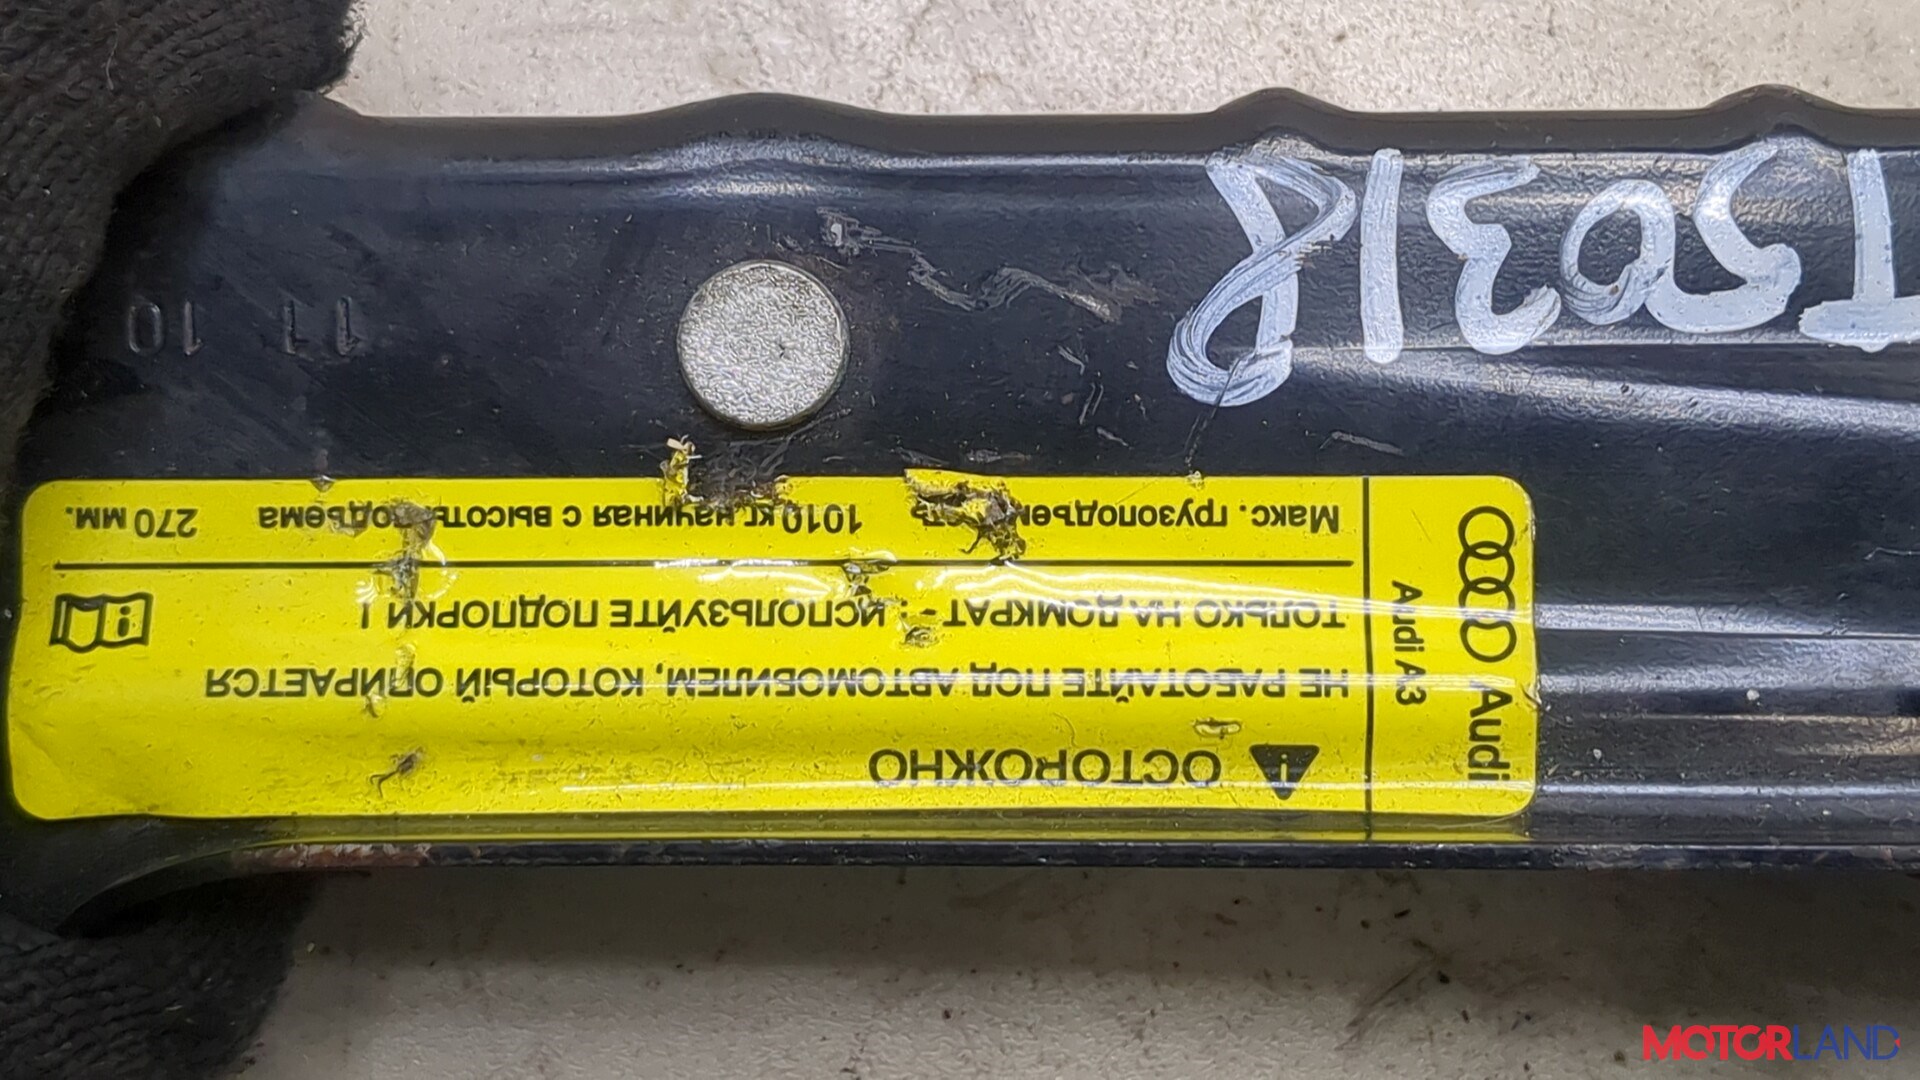 T50318
11 10
Audi
Audi A3
ОСТОРОЖНО
НЕ РАБОТАЙТЕ ПОД АВТОМОБИЛЕМ, КОТОРЫЙ ОПИРАЕТСЯ
ТОЛЬКО НА ДОМКРАТ - : ИСПОЛЬЗУЙТЕ ПОДПОРКИ !
Макс. грузоподъемность 1010 кг начиная с высоты подъема 270 мм.
MOTORLAND